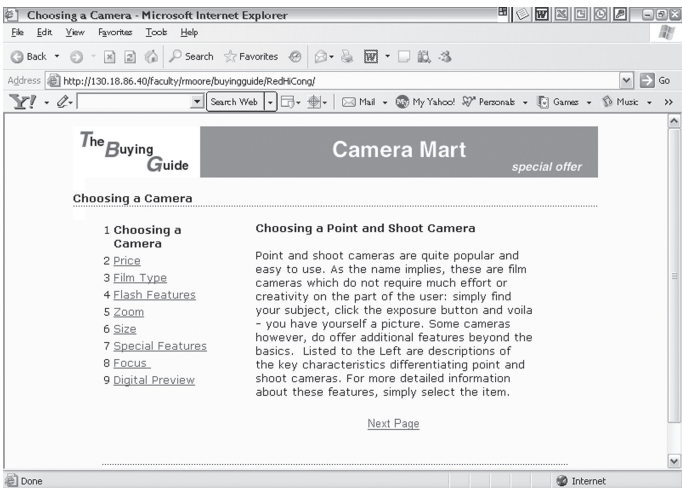 Choosing a Camera - Microsoft Internet Explorer
File Edit View Favorites Tools Help
Back Search Favorites
Address http://130.18.86.40/faculty/rmoore/buyingguide/RedHiCong/ Go
Y! Search Web Mail My Yahoo! Personals Games Music
The Buying Guide
Camera Mart
special offer
Choosing a Camera
1 Choosing a
Camera
2 Price
3 Film Type
4 Flash Features
5 Zoom
6 Size
7 Special Features
8 Focus
9 Digital Preview
Choosing a Point and Shoot Camera
Point and shoot cameras are quite popular and
easy to use. As the name implies, these are film
cameras which do not require much effort or
creativity on the part of the user: simply find
your subject, click the exposure button and voila
– you have yourself a picture. Some cameras
however, do offer additional features beyond the
basics. Listed to the Left are descriptions of
the key characteristics differentiating point and
shoot cameras. For more detailed information
about these features, simply select the item.
Next Page
Done Internet